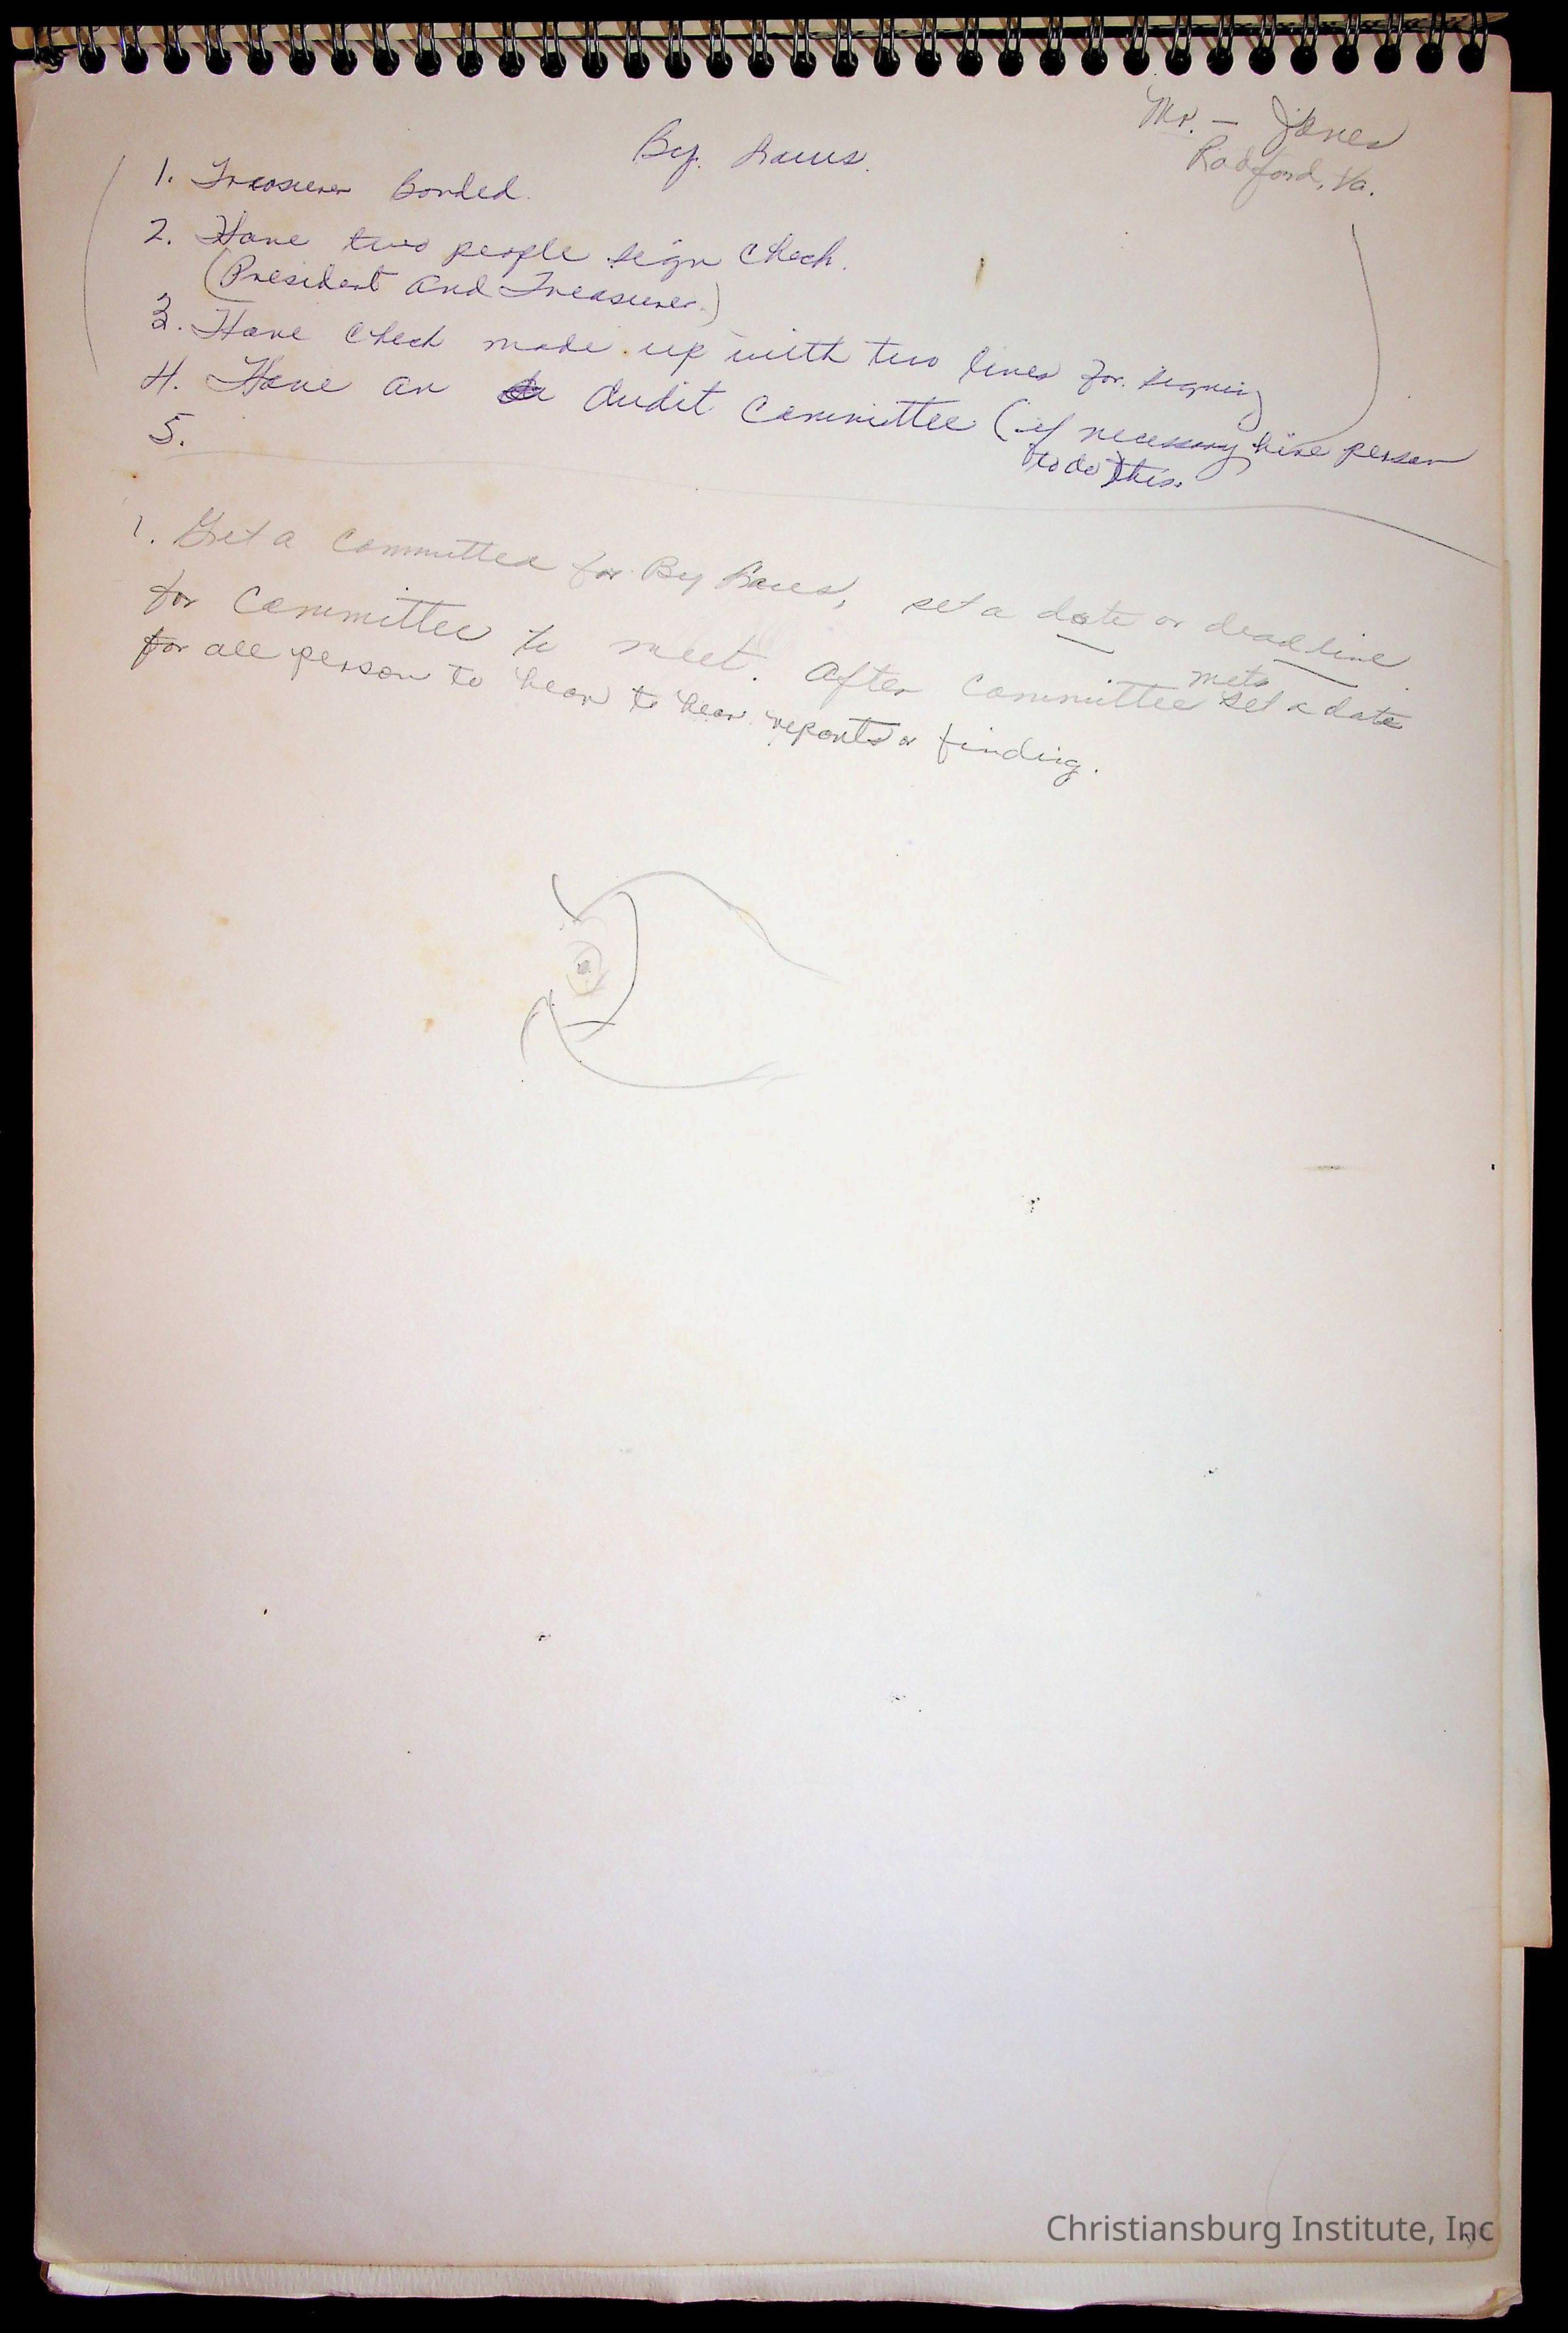 Mr. — Jones
Radford, Va.
By. Laws.
1. Treasurer Bonded.
2. Have two people sign check.
(President and Treasurer.)
3. Have check made up with two lines for signing
4. Have an Audit Committee (if necessary hire person
to do) this.
5.
1. Get a committee for By Laws, set a date or deadline
for committee to meet. After committee mets set a date
for all person to hear to hear reports or finding.
Christiansburg Institute, Inc